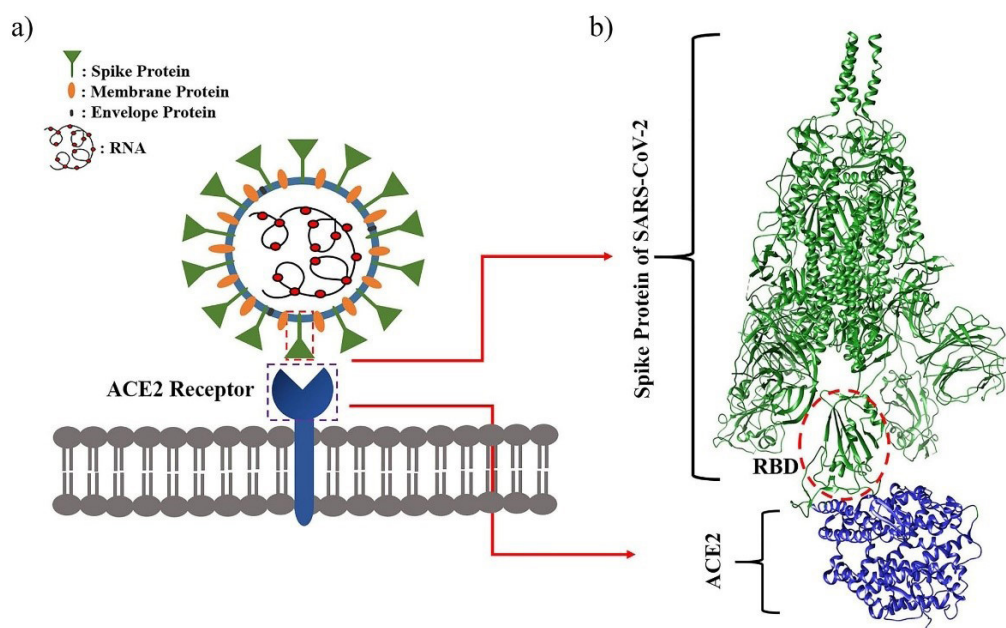 a)
: Spike Protein
: Membrane Protein
: Envelope Protein
: RNA
ACE2 Receptor
b)
Spike Protein of SARS-CoV-2
RBD
ACE2